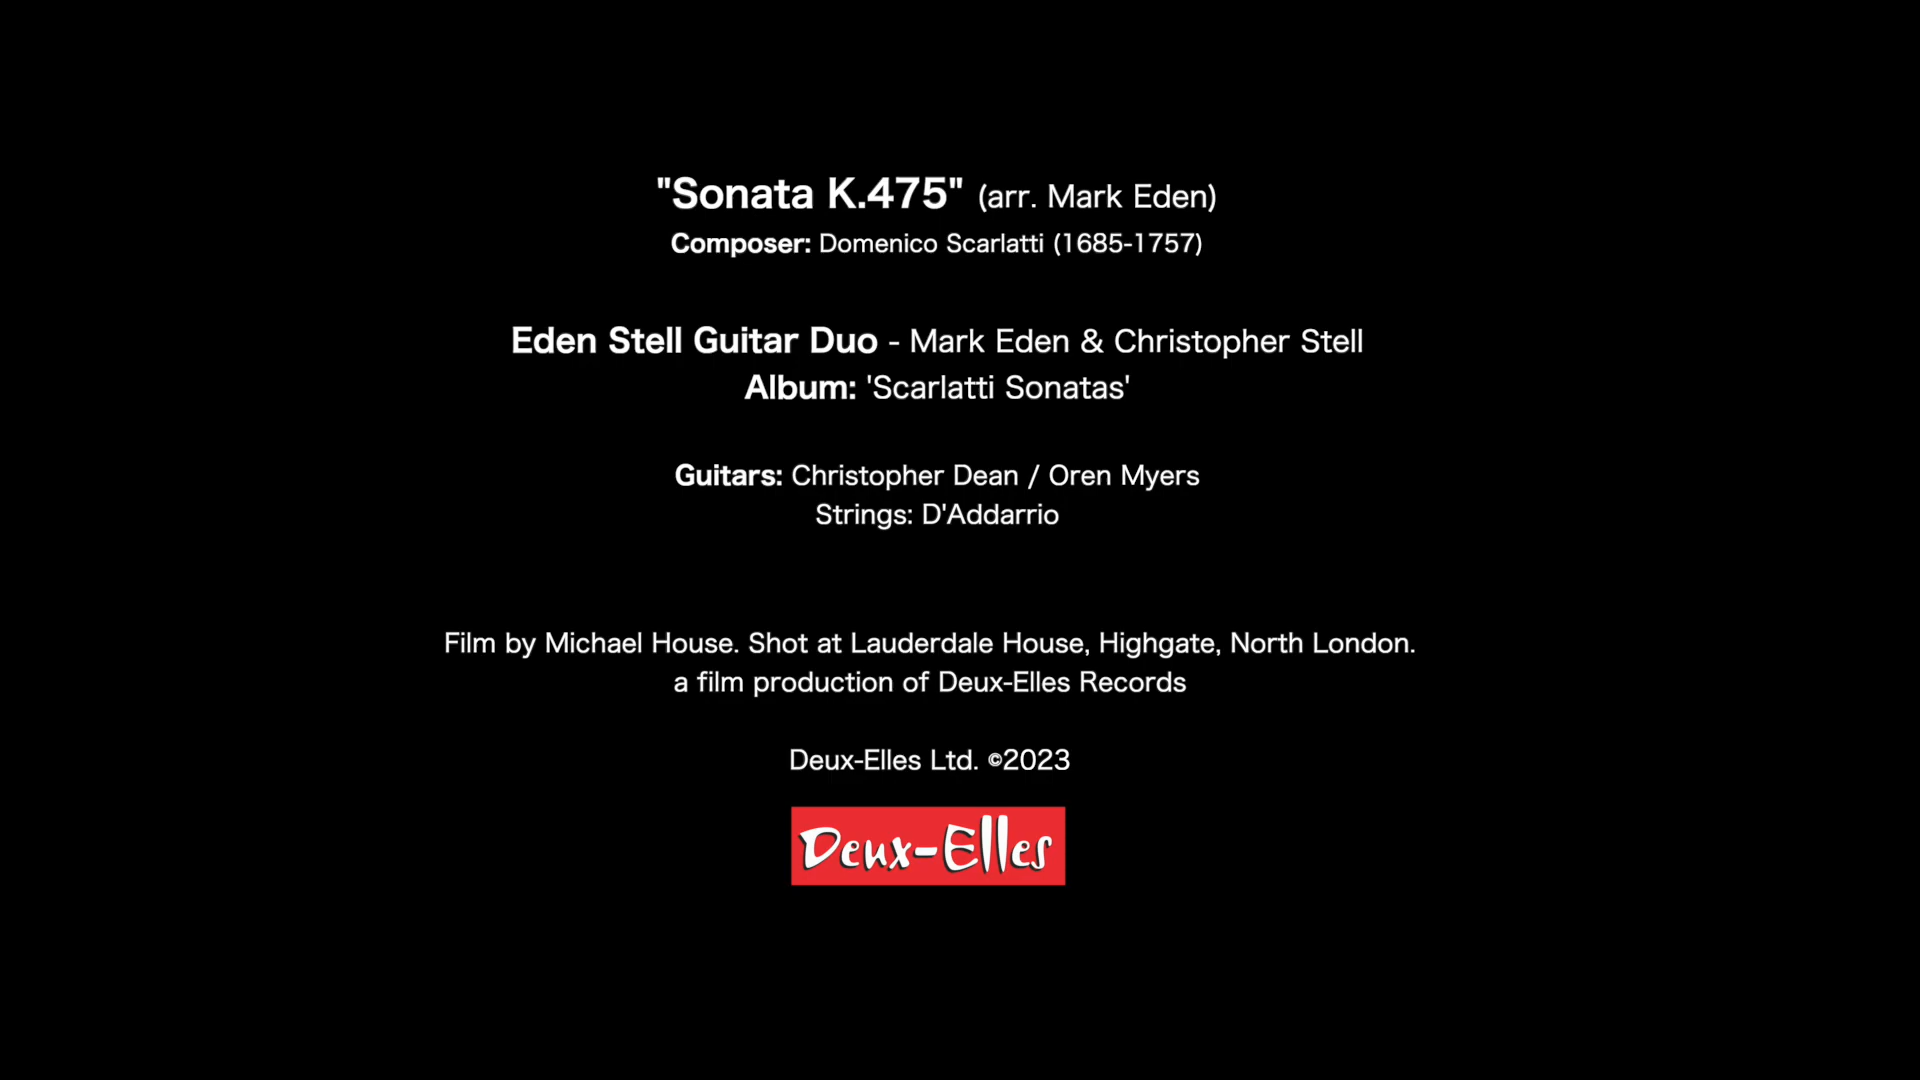 "Sonata K.475" (arr. Mark Eden)
Composer: Domenico Scarlatti (1685-1757)
Eden Stell Guitar Duo - Mark Eden & Christopher Stell
Album: 'Scarlatti Sonatas'
Guitars: Christopher Dean / Oren Myers
Strings: D'Addarrio
Film by Michael House. Shot at Lauderdale House, Highgate, North London.
a film production of Deux-Elles Records
Deux-Elles Ltd. ©2023
Deux-Elles